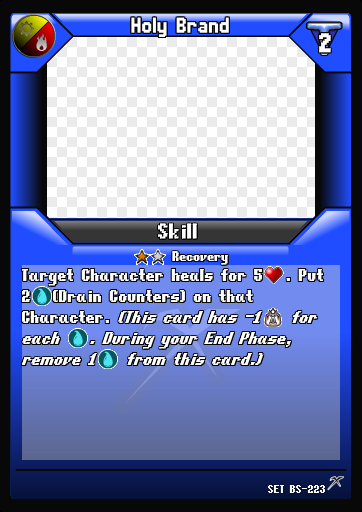 Holy Brand
2
Skill
Recovery
Target Character heals for 5. Put
2(Drain Counters) on that
Character. (This card has -1 for
each. During your End Phase,
remove 1 from this card.)
SET BS-223